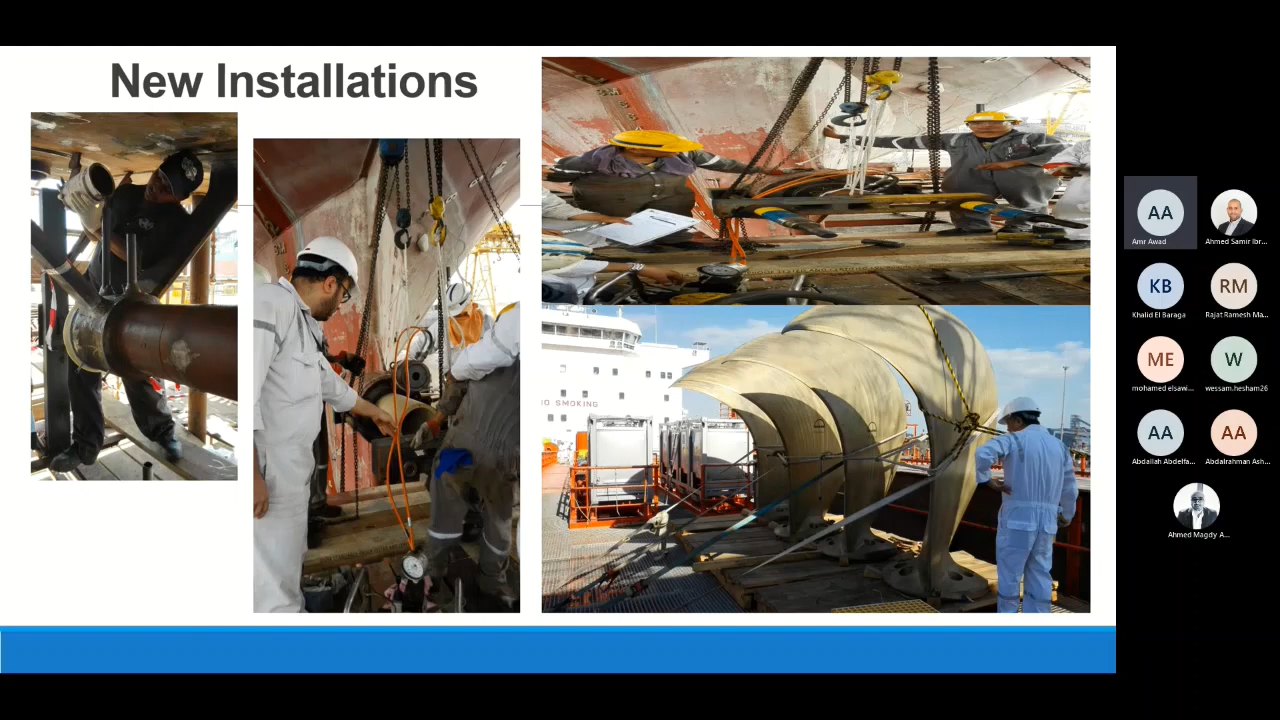 New Installations
NO SMOKING
AA
Amr Awad
Ahmed Samir Ibr...
KB
Khalid El Baraga
RM
Rajat Ramesh Ma...
ME
mohamed elsawi...
W
wessam.hesham26
AA
Abdallah Abdelfa...
AA
Abdalrahman Ash...
Ahmed Magdy A...